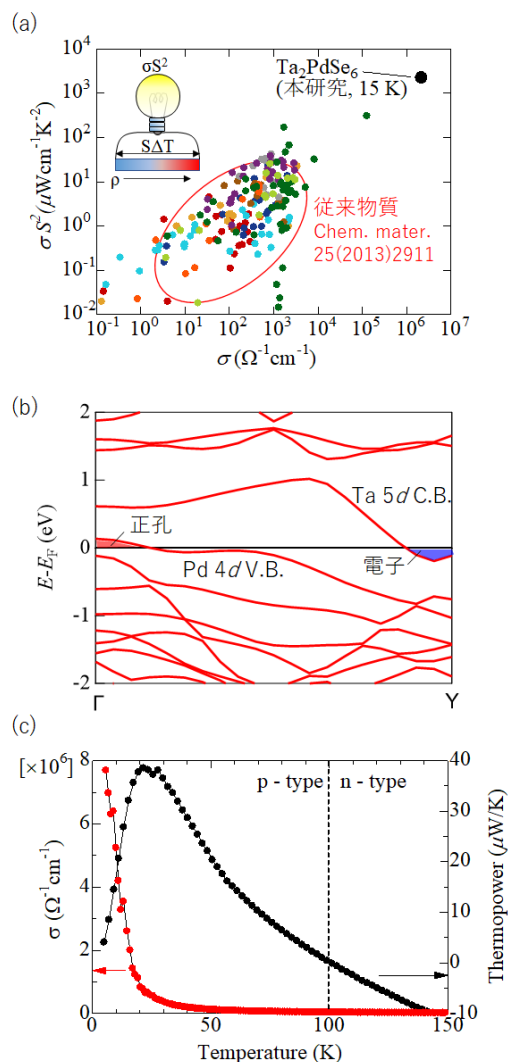 (a)
σS²
SΔT
ρ
Ta₂PdSe₆
(本研究, 15 K)
従来物質
Chem. mater.
25(2013)2911
σS² (μWcm⁻¹K⁻²)
10⁴
10³
10²
10¹
10⁰
10⁻¹
10⁻²
10⁻¹ 10⁰ 10¹ 10² 10³ 10⁴ 10⁵ 10⁶ 10⁷
σ (Ω⁻¹cm⁻¹)
(b)
E-E_F (eV)
2
1
0
-1
-2
Ta 5d C.B.
正孔
電子
Pd 4d V.B.
Γ Y
(c)
[×10⁶]
8
6
4
2
0
σ (Ω⁻¹cm⁻¹)
p - type n - type
40
30
20
10
0
-10
Thermopower (μW/K)
0 50 100 150
Temperature (K)